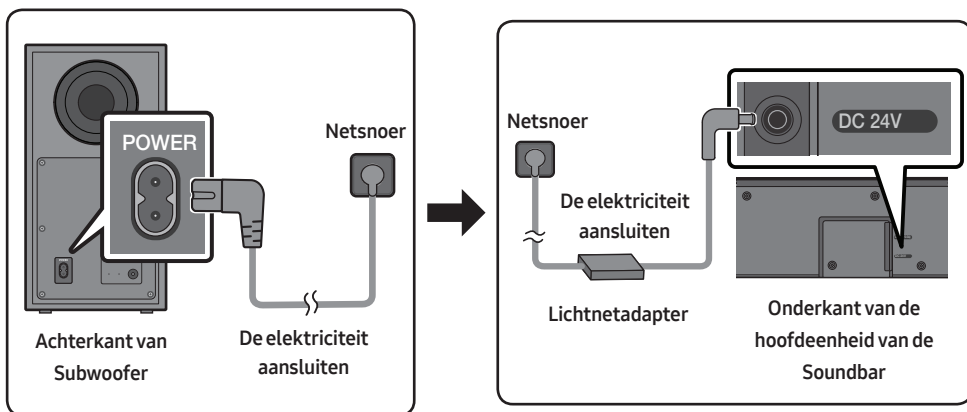 POWER
Netsnoer
Achterkant van
Subwoofer
De elektriciteit
aansluiten
Netsnoer
DC 24V
De elektriciteit
aansluiten
Lichtnetadapter
Onderkant van de
hoofdeenheid van de
Soundbar